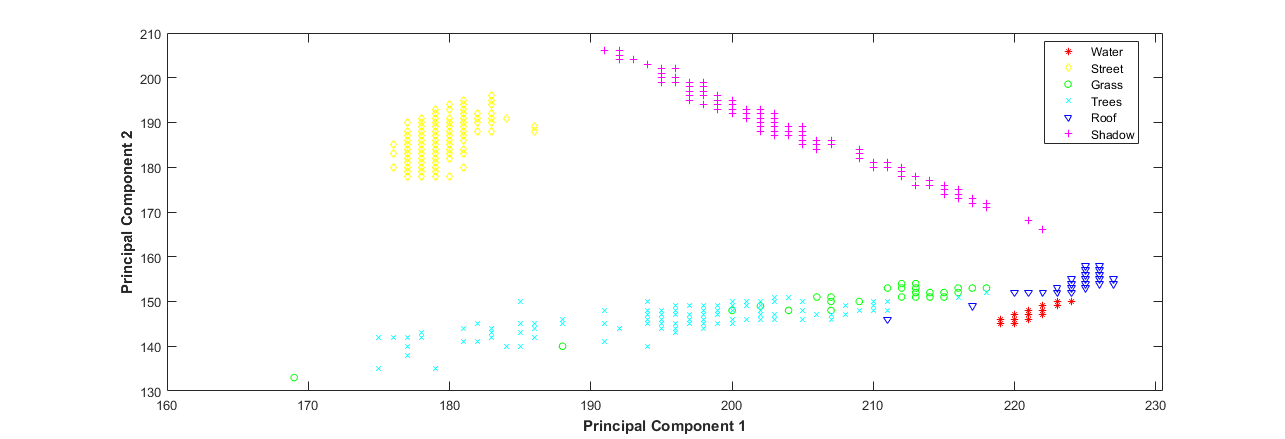 210
200
190
180
170
160
150
140
130
Principal Component 2
160 170 180 190 200 210 220 230
Principal Component 1
Water
Street
Grass
Trees
Roof
Shadow